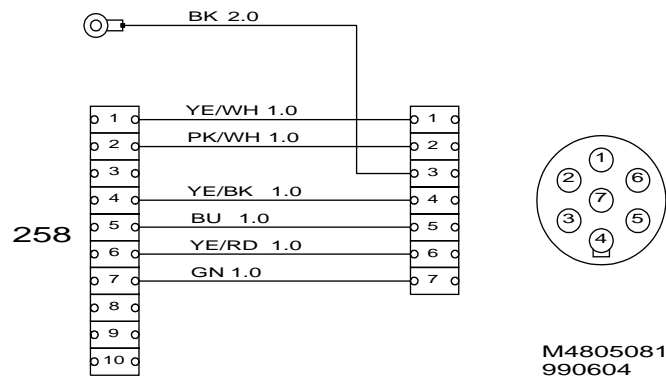 BK 2.0
1 YE/WH 1.0 1
2 PK/WH 1.0 2
3 3
4 YE/BK 1.0 4
258
5 BU 1.0 5
6 YE/RD 1.0 6
7 GN 1.0 7
8
9
10
1
2 6
7
3 5
4
M4805081
990604